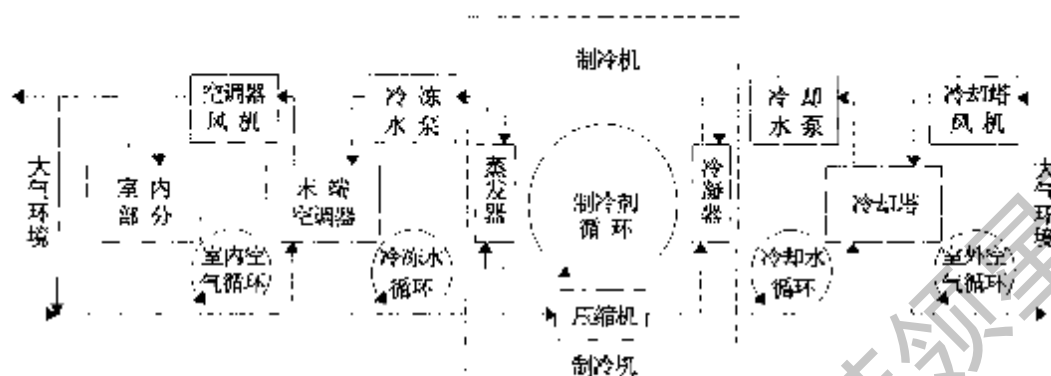 制冷机
空调器
风机
冷冻
水泵
冷却
水泵
冷却塔
风机
大气环境
室内
部分
末端
空调器
蒸发器
制冷剂
循环
冷凝器
冷却塔
大气环境
室内空
气循环
冷冻水
循环
冷却水
循环
室外空
气循环
压缩机
制冷机
领星